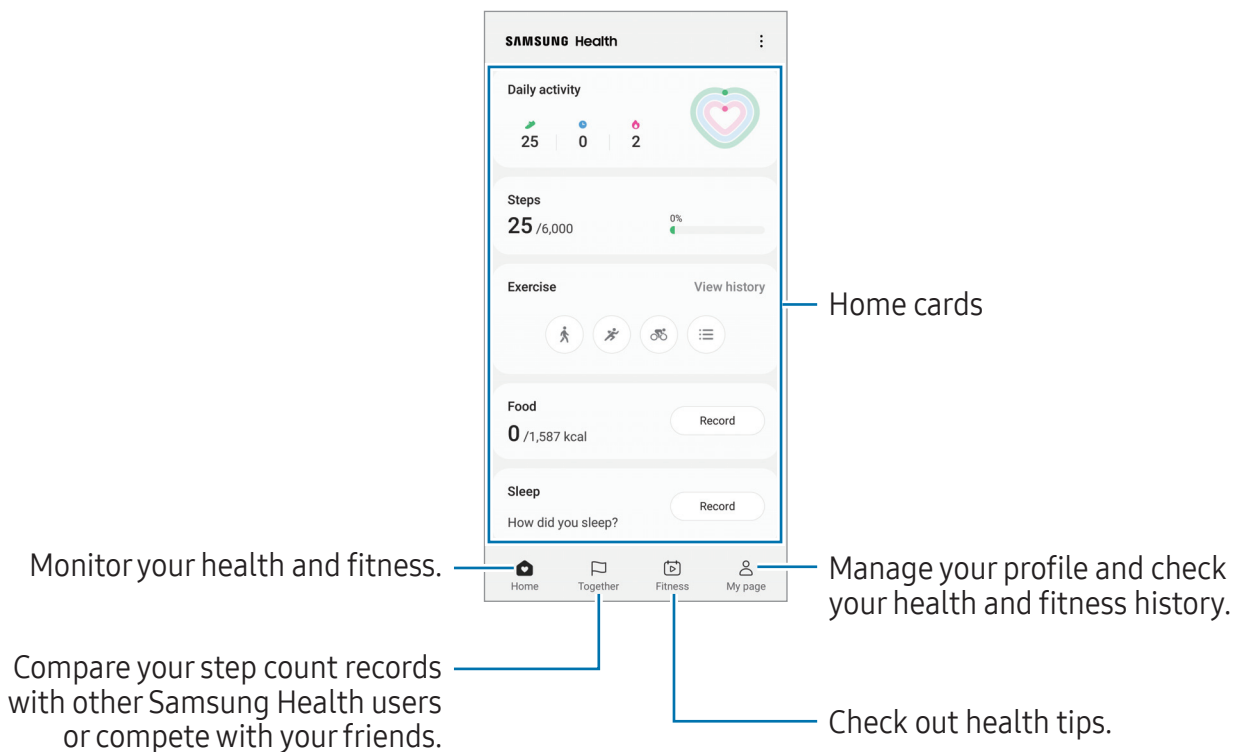 SAMSUNG Health
Daily activity
25 0 2
Steps
25 /6,000
0%
Exercise View history
Food
0 /1,587 kcal
Record
Sleep
How did you sleep?
Record
Home Together Fitness My page
Home cards
Monitor your health and fitness.
Manage your profile and check
your health and fitness history.
Compare your step count records
with other Samsung Health users
or compete with your friends.
Check out health tips.